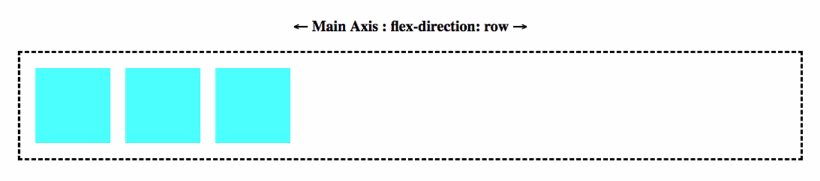 ← Main Axis : flex-direction: row →